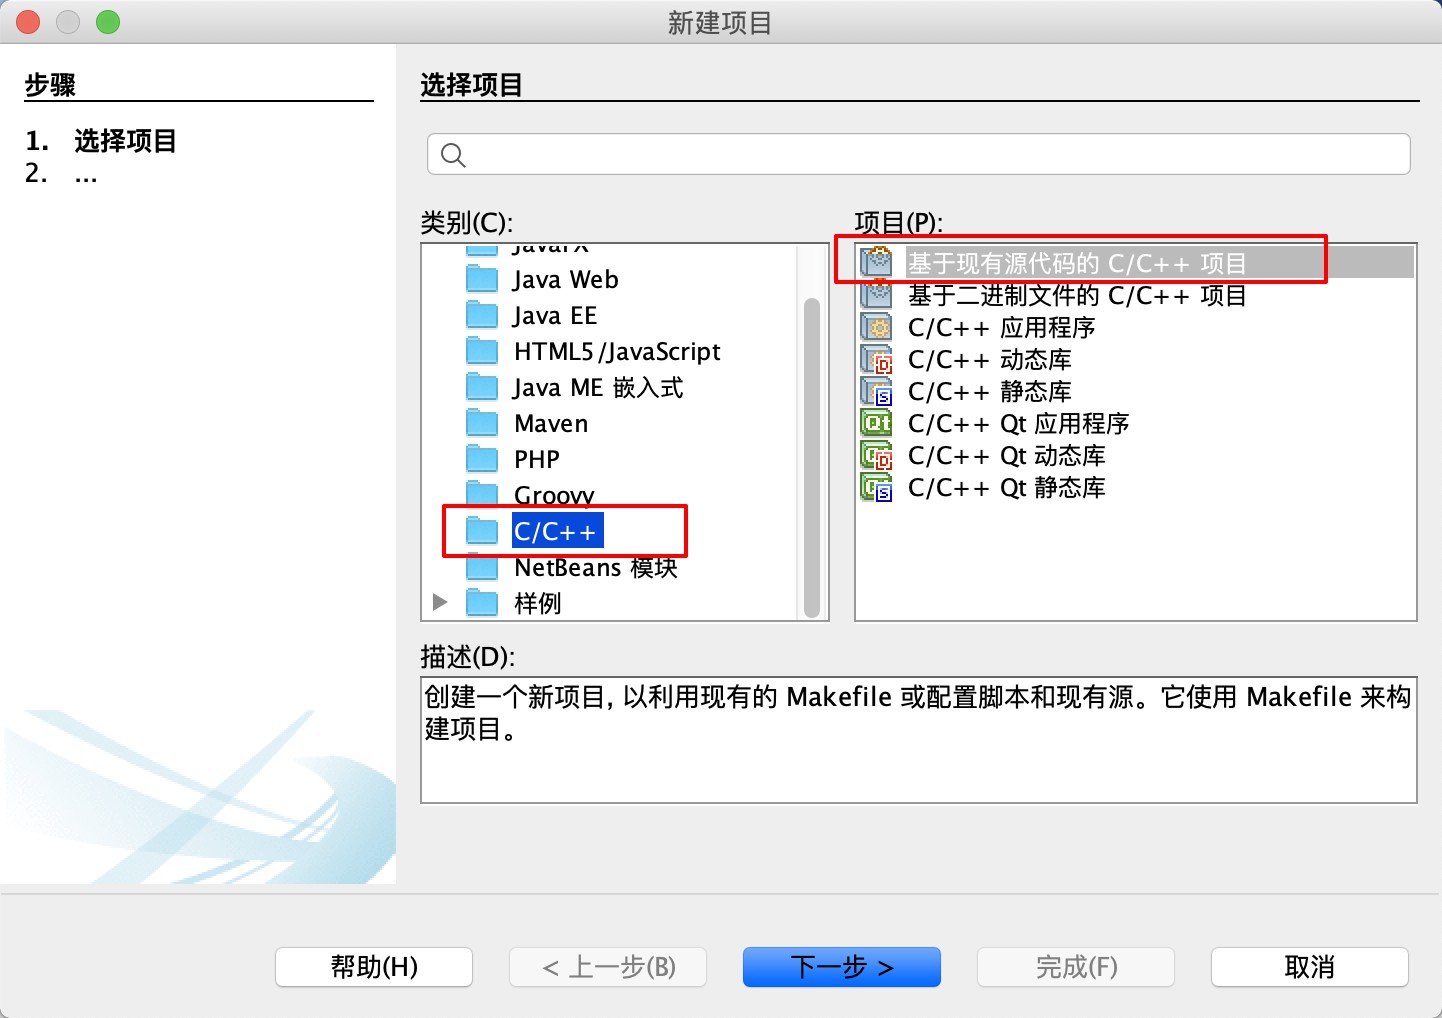 新建项目
步骤
1. 选择项目
2. ...
选择项目
类别(C):
JavaFX
Java Web
Java EE
HTML5/JavaScript
Java ME 嵌入式
Maven
PHP
Groovy
C/C++
NetBeans 模块
样例
项目(P):
基于现有源代码的 C/C++ 项目
基于二进制文件的 C/C++ 项目
C/C++ 应用程序
C/C++ 动态库
C/C++ 静态库
C/C++ Qt 应用程序
C/C++ Qt 动态库
C/C++ Qt 静态库
描述(D):
创建一个新项目, 以利用现有的 Makefile 或配置脚本和现有源。它使用 Makefile 来构
建项目。
帮助(H)
< 上一步(B)
下一步 >
完成(F)
取消